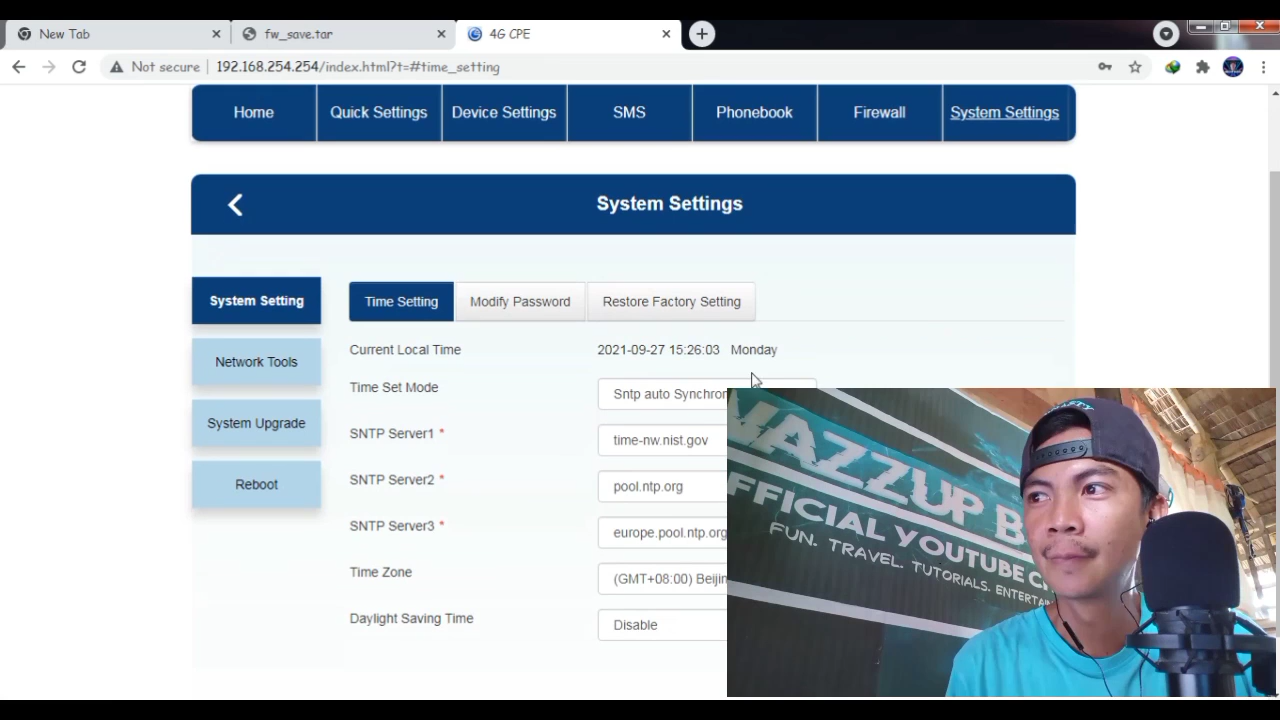 New Tab
fw_save.tar
4G CPE
Not secure
192.168.254.254/index.html?t=#time_setting
Home
Quick Settings
Device Settings
SMS
Phonebook
Firewall
System Settings
System Settings
System Setting
Network Tools
System Upgrade
Reboot
Time Setting
Modify Password
Restore Factory Setting
Current Local Time
2021-09-27 15:26:03 Monday
Time Set Mode
Sntp auto Synchron
SNTP Server1 *
time-nw.nist.gov
SNTP Server2 *
pool.ntp.org
SNTP Server3 *
europe.pool.ntp.org
Time Zone
(GMT+08:00) Beijin
Daylight Saving Time
Disable
WAZZUP B
OFFICIAL YOUTUBE C
FUN. TRAVEL. TUTORIALS. ENTERTAI